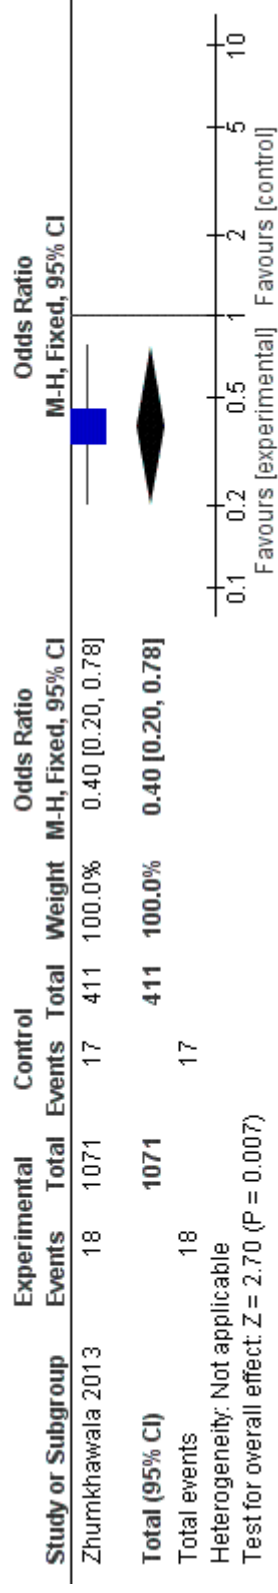 Experimental Control Odds Ratio Odds Ratio
Study or Subgroup Events Total Events Total Weight M-H, Fixed, 95% CI M-H, Fixed, 95% CI
Zhumkhawala 2013 18 1071 17 411 100.0% 0.40 [0.20, 0.78]
Total (95% CI) 1071 411 100.0% 0.40 [0.20, 0.78]
Total events 18 17
Heterogeneity: Not applicable
Test for overall effect: Z = 2.70 (P = 0.007)
0.1 0.2 0.5 1 2 5 10
Favours [experimental] Favours [control]